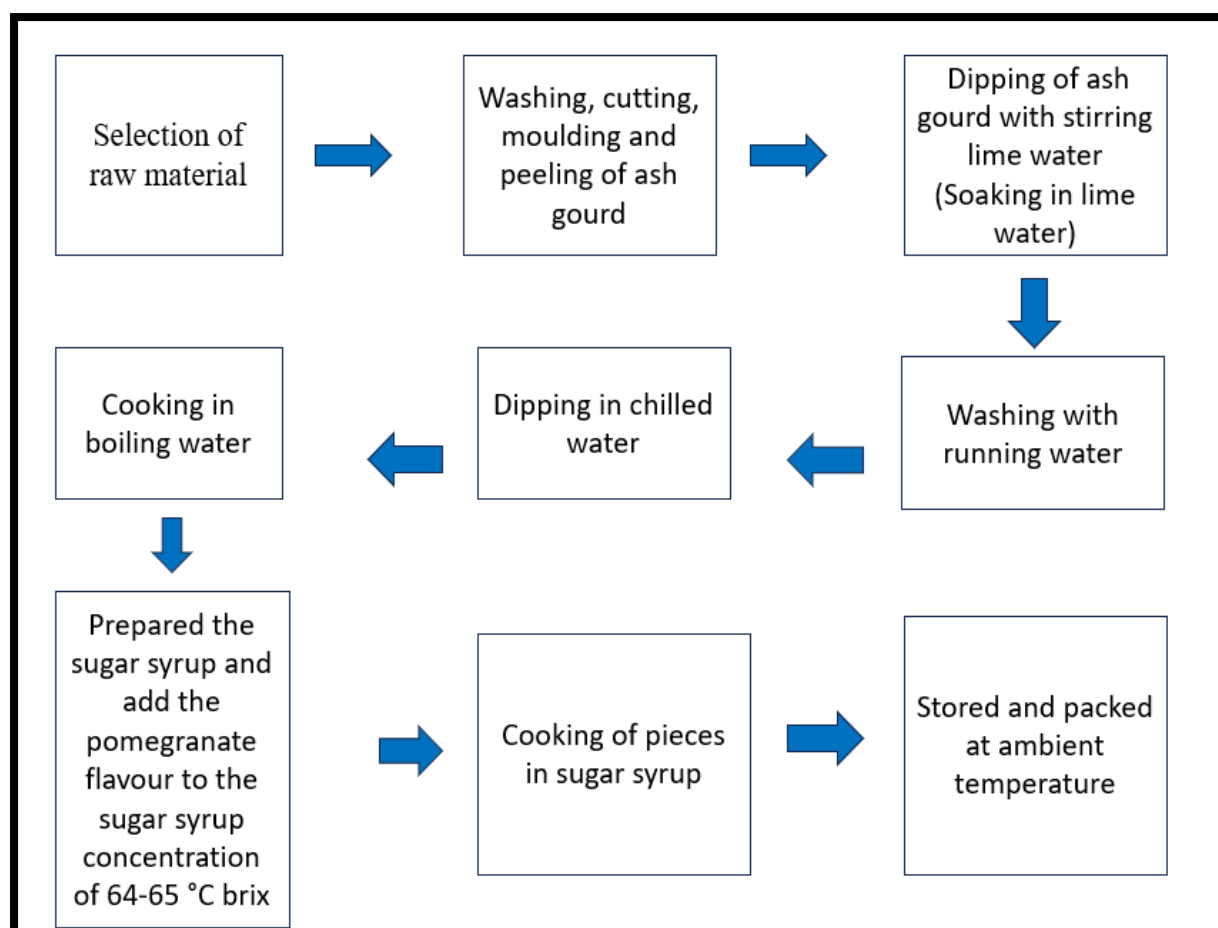 Selection of
raw material
Washing, cutting,
moulding and
peeling of ash
gourd
Dipping of ash
gourd with stirring
lime water
(Soaking in lime
water)
Washing with
running water
Dipping in chilled
water
Cooking in
boiling water
Prepared the
sugar syrup and
add the
pomegranate
flavour to the
sugar syrup
concentration
of 64-65 °C brix
Cooking of pieces
in sugar syrup
Stored and packed
at ambient
temperature